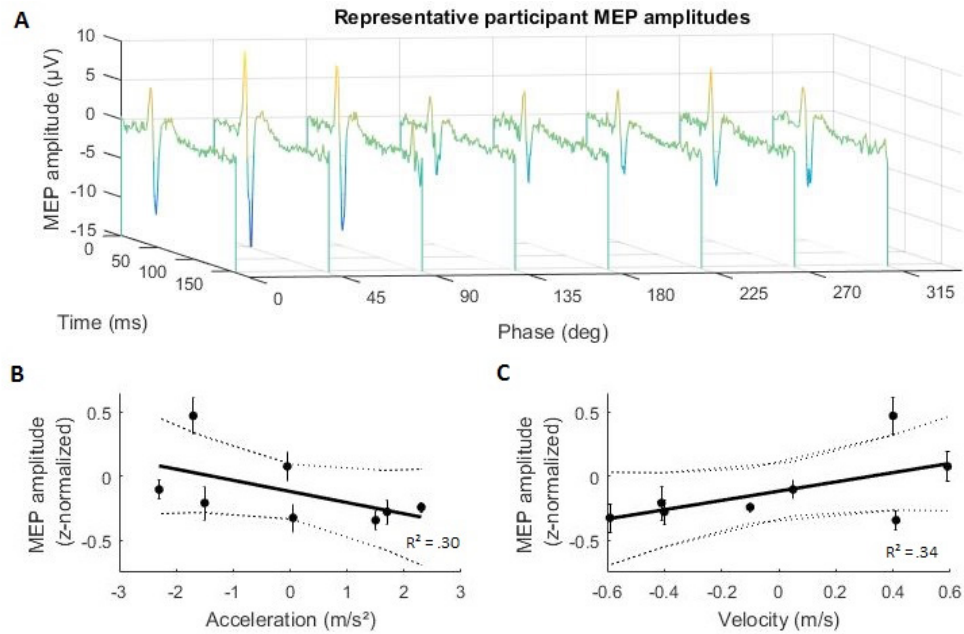 A
Representative participant MEP amplitudes
MEP amplitude (µV)
10
5
0
-5
-10
-15
0
50
100
150
Time (ms)
0
45
90
135
180
225
270
315
Phase (deg)
B
MEP amplitude
(z-normalized)
0.5
0
-0.5
R² = .30
-3
-2
-1
0
1
2
3
Acceleration (m/s²)
C
MEP amplitude
(z-normalized)
0.5
0
-0.5
R² = .34
-0.6
-0.4
-0.2
0
0.2
0.4
0.6
Velocity (m/s)